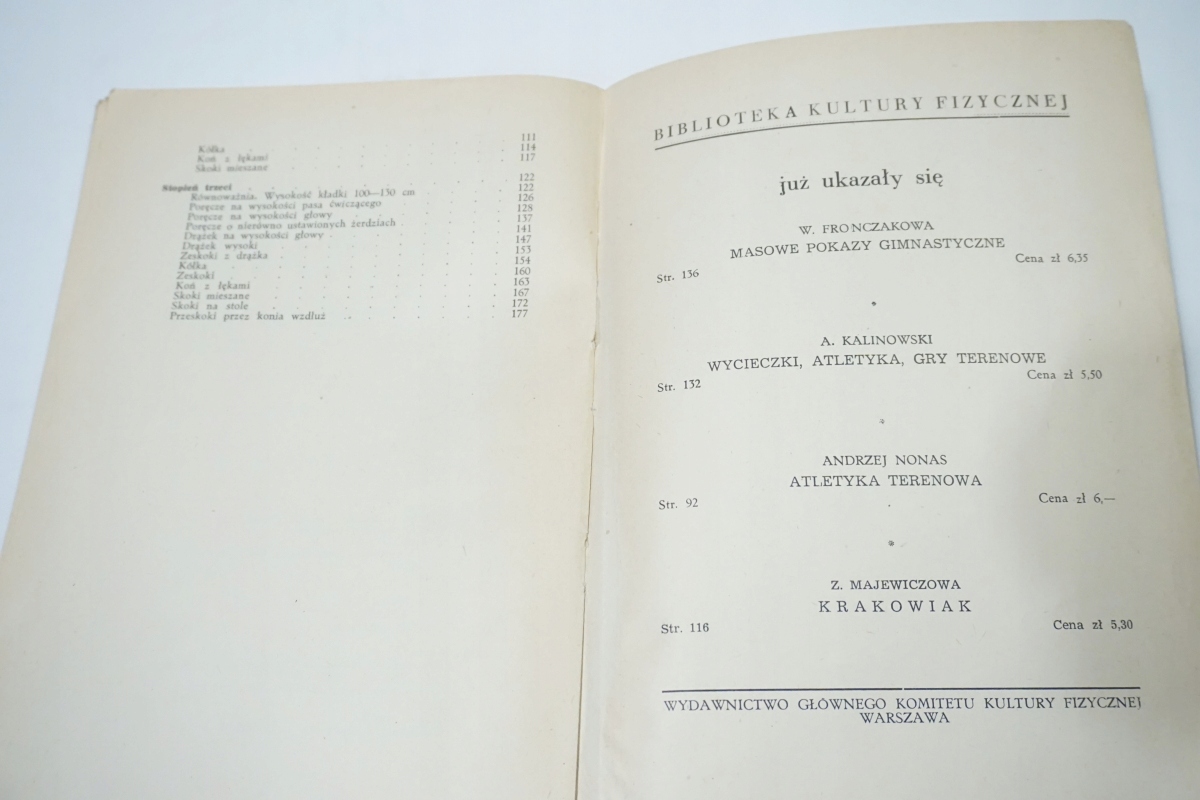 Kółka . . . . . . . . 111
Koń z łękami . . . . . . . . 114
Skoki mieszane . . . . . . . . 117
Stopień trzeci . . . . . . . . 122
Równoważnia. Wysokość kładki 100—130 cm . . . . 122
Poręcze na wysokości pasa ćwiczącego . . . . 126
Poręcze na wysokości głowy . . . . . 128
Poręcze o nierówno ustawionych żerdziach . . . . 137
Drążek na wysokości głowy . . . . . . 141
Drążek wysoki . . . . . . . . 147
Zeskoki z drążka . . . . . . . . 153
Kółka . . . . . . . . 154
Zeskoki . . . . . . . . 160
Koń z łękami . . . . . . . . 163
Skoki mieszane . . . . . . . . 167
Skoki na stole . . . . . . . . 172
Przeskoki przez konia wzdłuż . . . . . . 177
BIBLIOTEKA KULTURY FIZYCZNEJ
już ukazały się
W. FRONCZAKOWA
MASOWE POKAZY GIMNASTYCZNE
Str. 136 Cena zł 6,35
*
A. KALINOWSKI
WYCIECZKI, ATLETYKA, GRY TERENOWE
Str. 132 Cena zł 5,50
*
ANDRZEJ NONAS
ATLETYKA TERENOWA
Str. 92 Cena zł 6,—
*
Z. MAJEWICZOWA
KRAKOWIAK
Str. 116 Cena zł 5,30
WYDAWNICTWO GŁÓWNEGO KOMITETU KULTURY FIZYCZNEJ
WARSZAWA